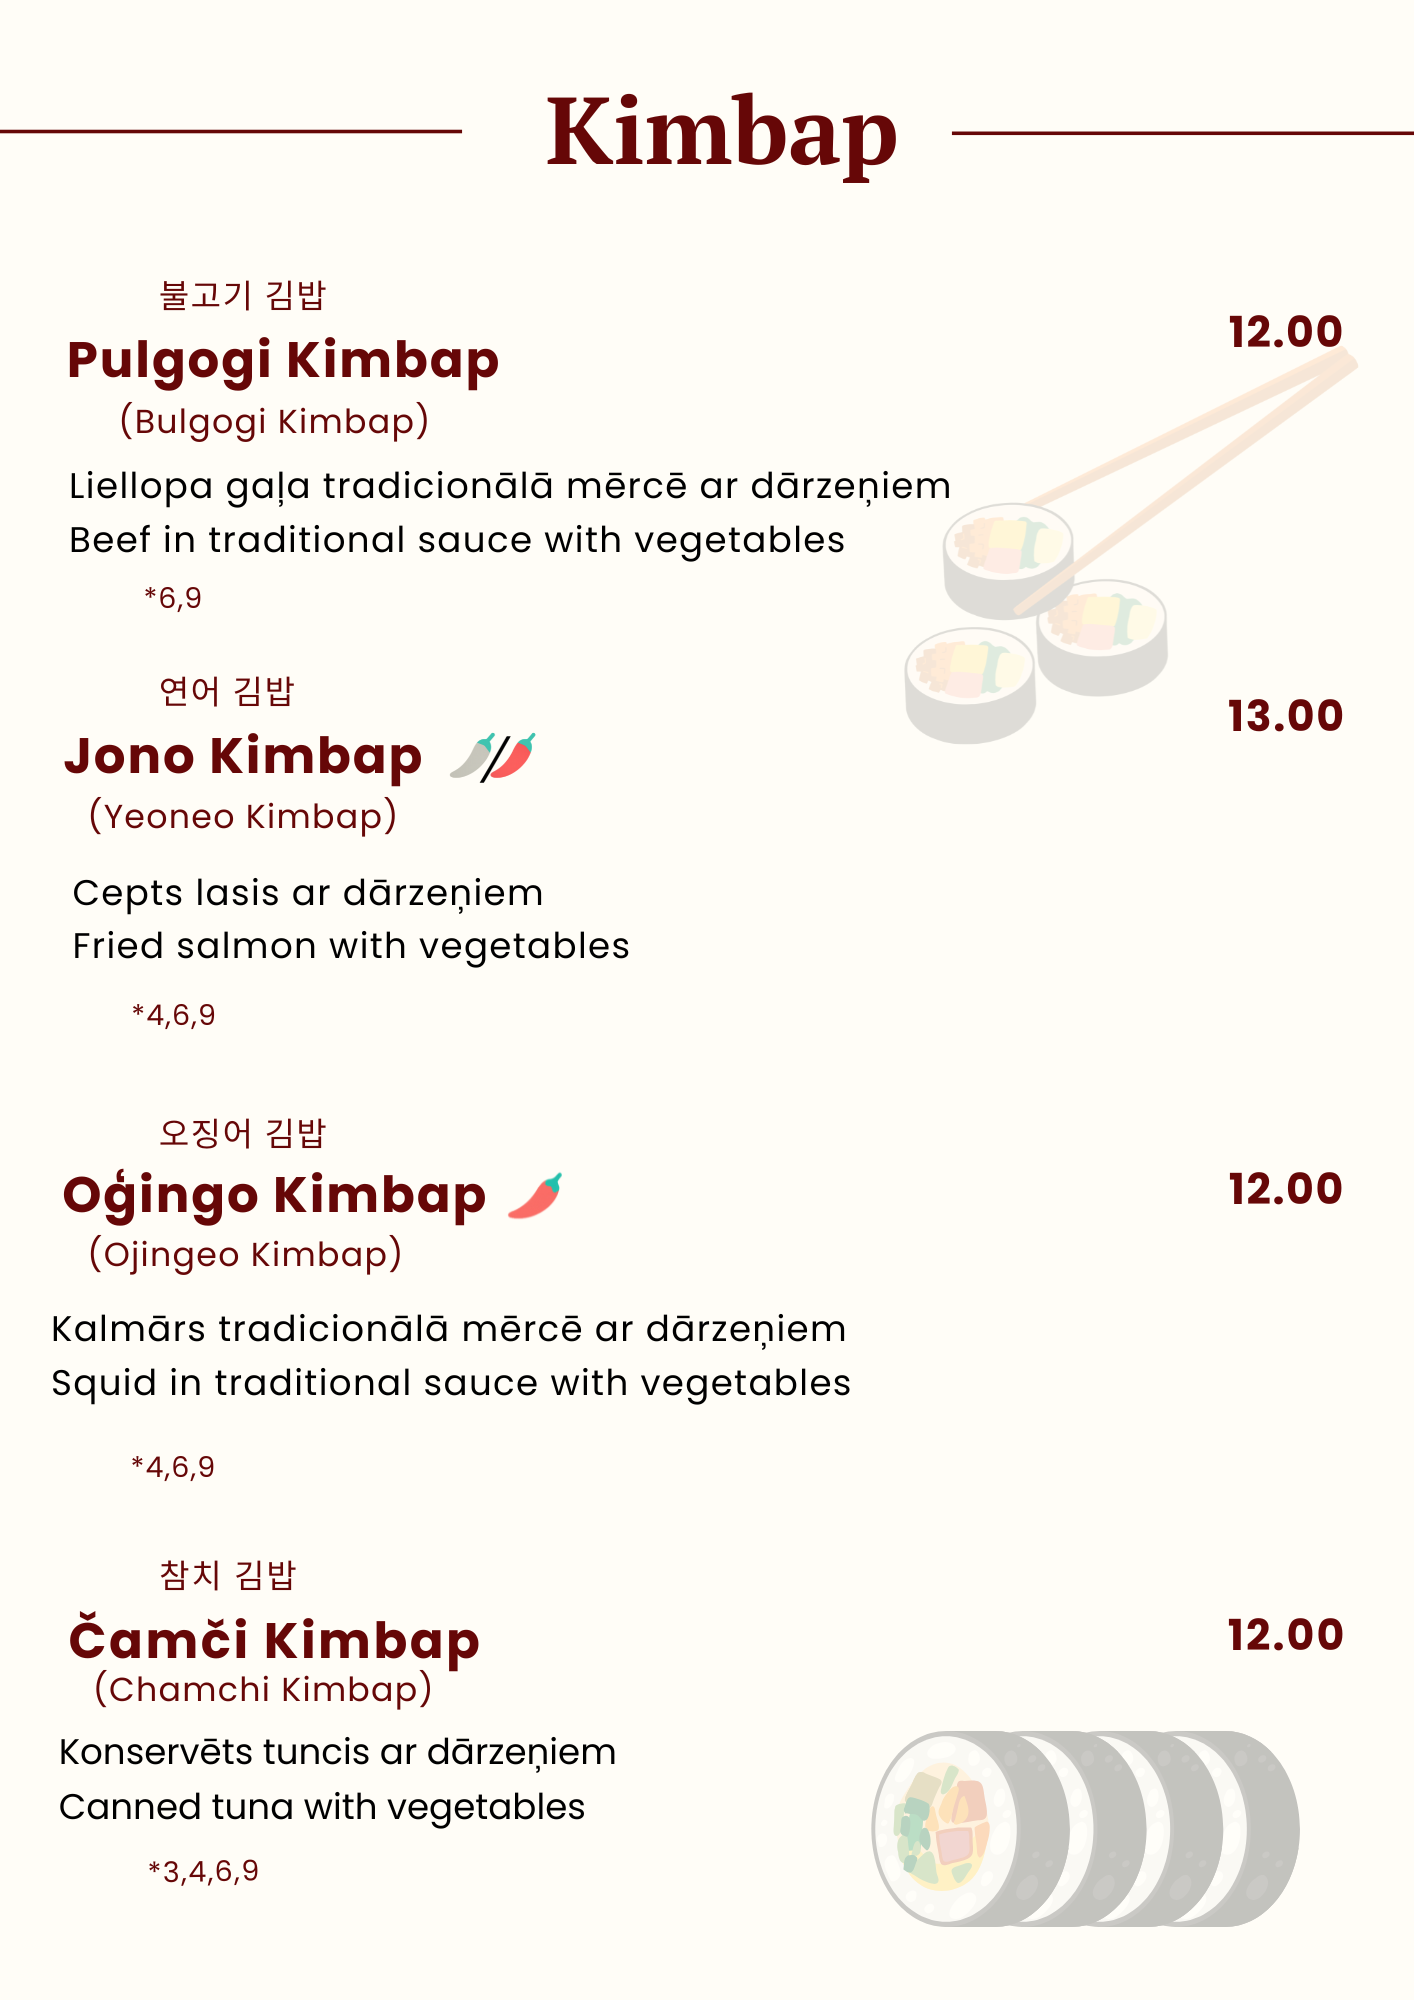 Kimbap
불고기 김밥
Pulgogi Kimbap
12.00
(Bulgogi Kimbap)
Liellopa gaļa tradicionālā mērcē ar dārzeņiem
Beef in traditional sauce with vegetables
*6,9
연어 김밥
Jono Kimbap
13.00
(Yeoneo Kimbap)
Cepts lasis ar dārzeņiem
Fried salmon with vegetables
*4,6,9
오징어 김밥
Oģingo Kimbap
12.00
(Ojingeo Kimbap)
Kalmārs tradicionālā mērcē ar dārzeņiem
Squid in traditional sauce with vegetables
*4,6,9
참치 김밥
Čamči Kimbap
12.00
(Chamchi Kimbap)
Konservēts tuncis ar dārzeņiem
Canned tuna with vegetables
*3,4,6,9